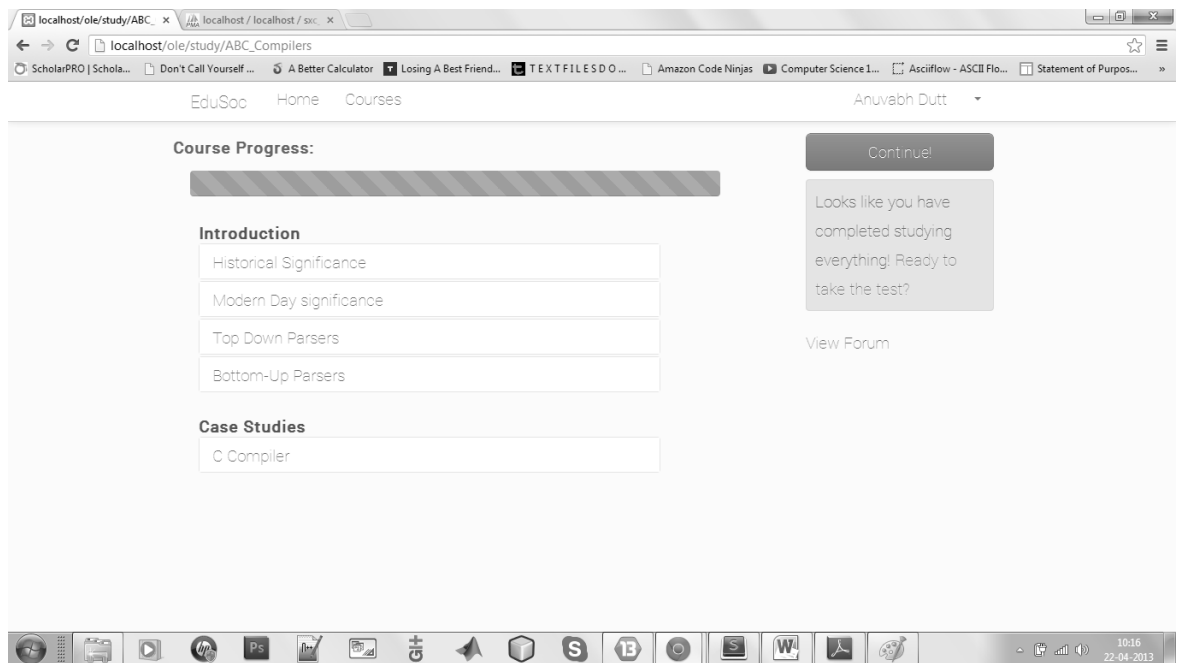 localhost/ole/study/ABC_ x localhost / localhost / sxc_ x
localhost/ole/study/ABC_Compilers
ScholarPRO | Schola... Don't Call Yourself ... A Better Calculator Losing A Best Friend... T E X T F I L E S D O ... Amazon Code Ninjas Computer Science 1... Asciiflow - ASCII Flo... Statement of Purpos... »
EduSoc Home Courses Anuvabh Dutt
Course Progress:
Continue!
Looks like you have
completed studying
everything! Ready to
take the test?
View Forum
Introduction
Historical Significance
Modern Day significance
Top Down Parsers
Bottom-Up Parsers
Case Studies
C Compiler
10:16
22-04-2013